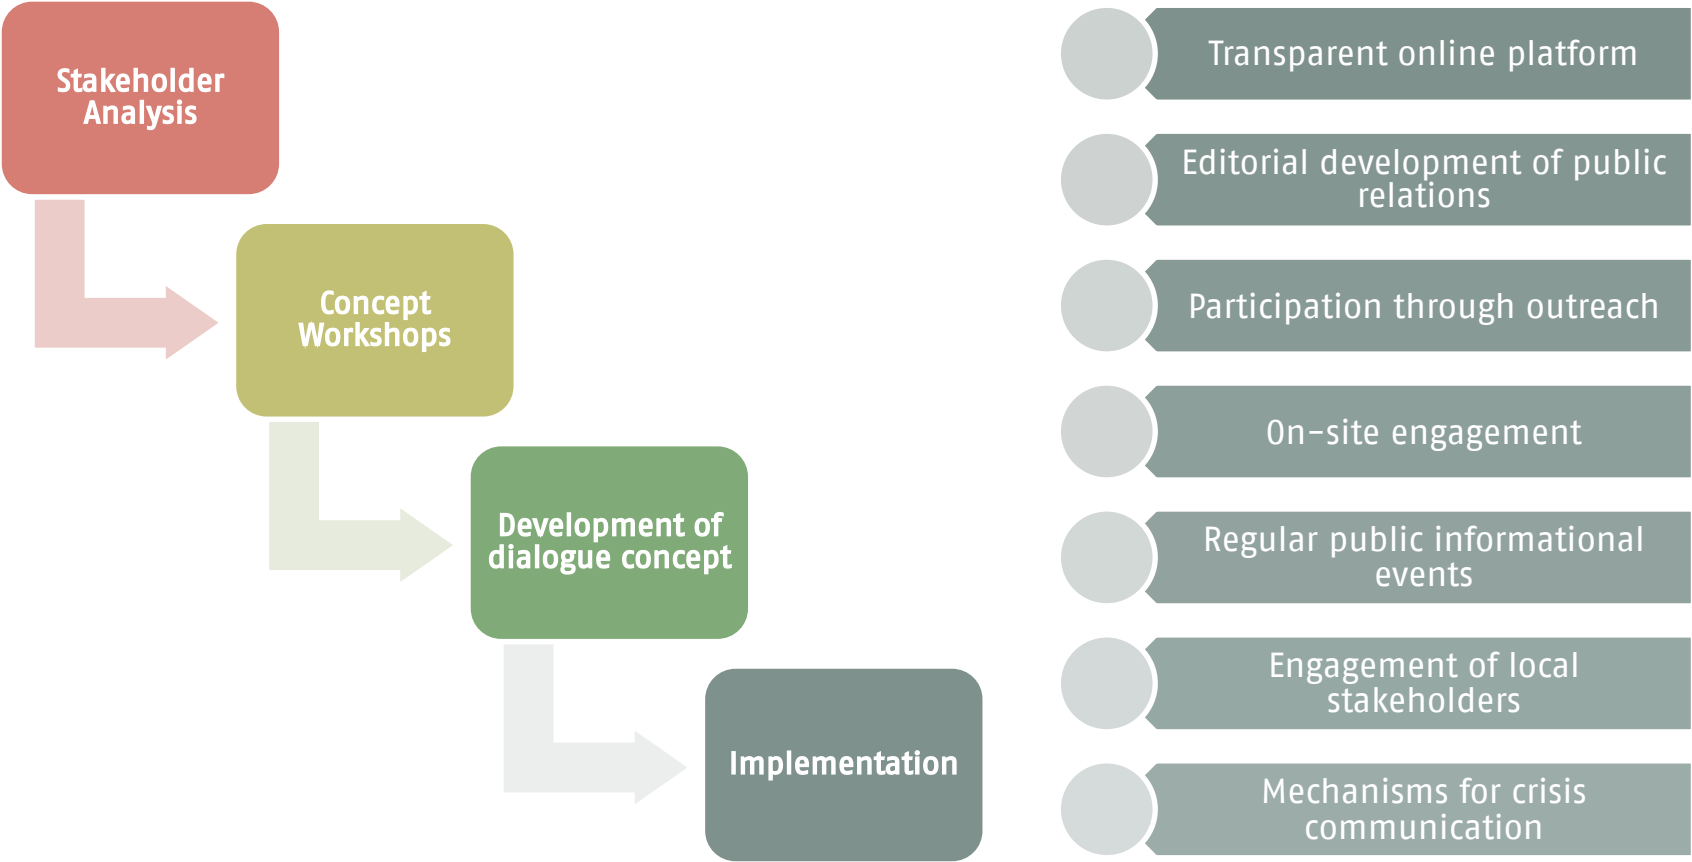 Stakeholder
Analysis
Concept
Workshops
Development of
dialogue concept
Implementation
Transparent online platform
Editorial development of public
relations
Participation through outreach
On-site engagement
Regular public informational
events
Engagement of local
stakeholders
Mechanisms for crisis
communication